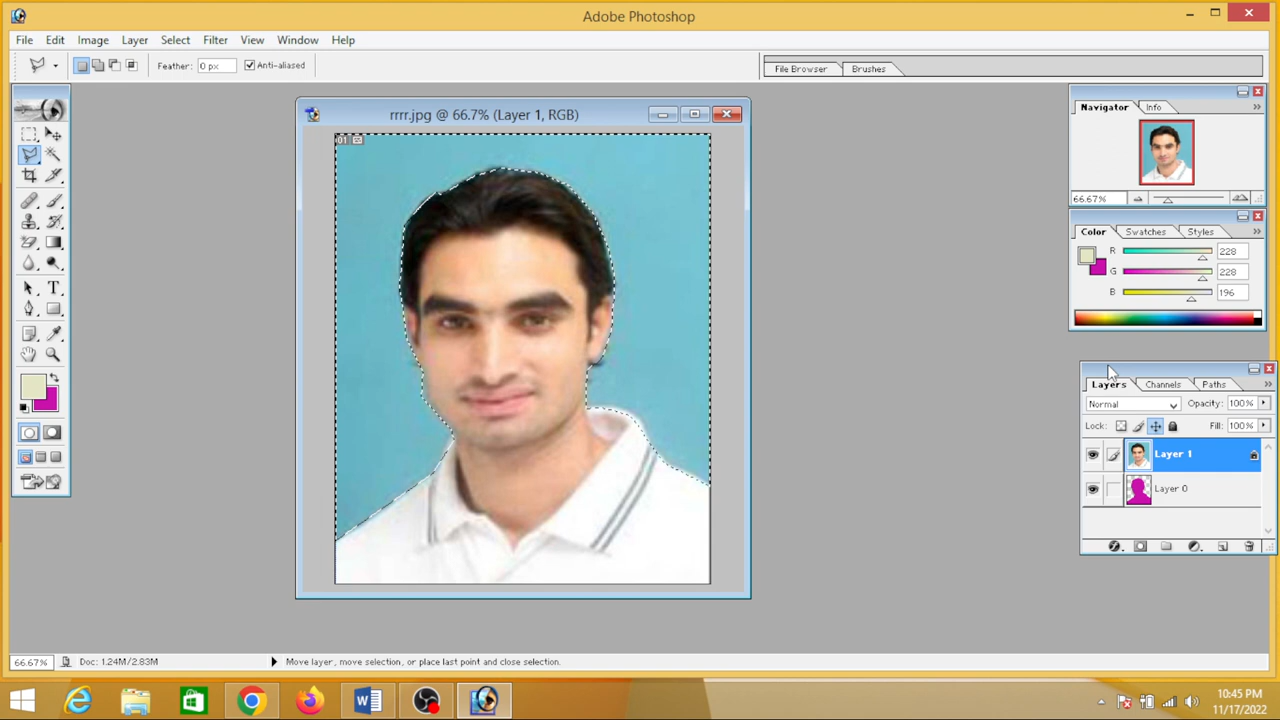 Adobe Photoshop
File Edit Image Layer Select Filter View Window Help
Feather: 0 px Anti-aliased
File Browser Brushes
rrrr.jpg @ 66.7% (Layer 1, RGB)
01
Navigator Info
66.67%
Color Swatches Styles
R 228
G 228
B 196
Layers Channels Paths
Normal Opacity: 100%
Lock: Fill: 100%
Layer 1
Layer 0
T
66.67% Doc: 1.24M/2.83M Move layer, move selection, or place last point and close selection.
10:45 PM
11/17/2022